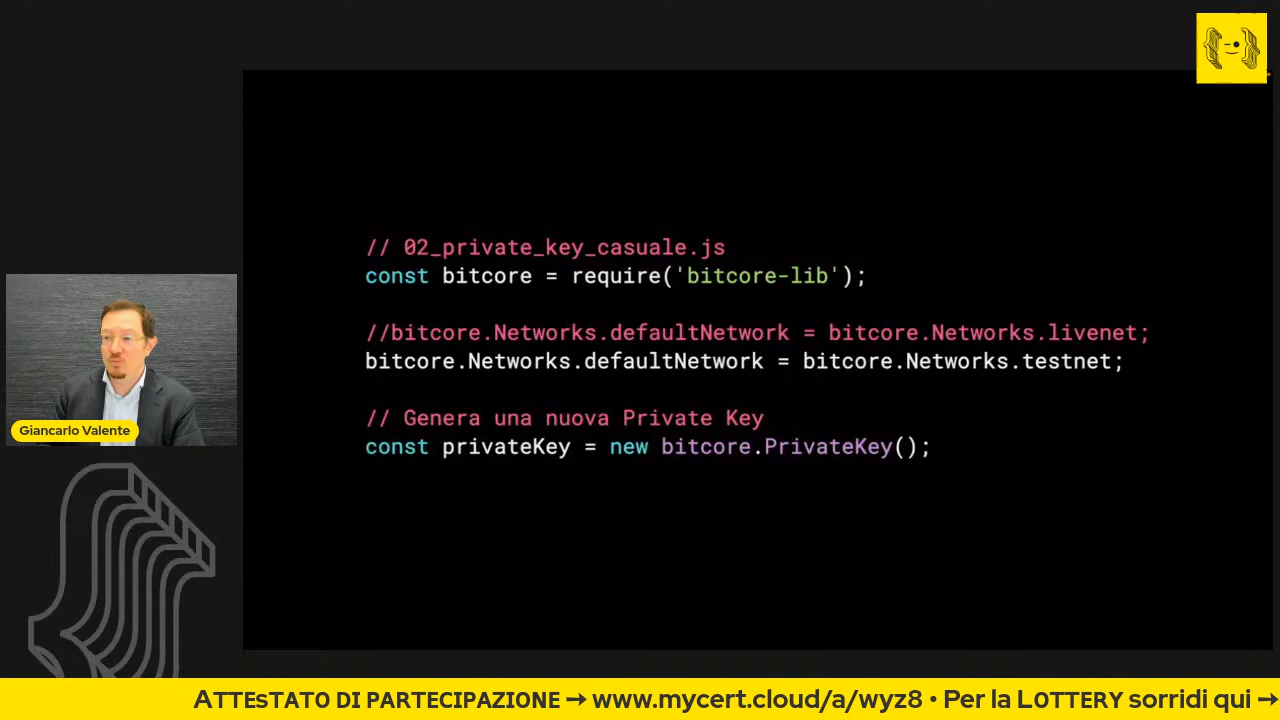 // 02_private_key_casuale.js
const bitcore = require('bitcore-lib');
//bitcore.Networks.defaultNetwork = bitcore.Networks.livenet;
bitcore.Networks.defaultNetwork = bitcore.Networks.testnet;
// Genera una nuova Private Key
const privateKey = new bitcore.PrivateKey();
Giancarlo Valente
ATTESTATO DI PARTECIPAZIONE → www.mycert.cloud/a/wyz8 • Per la LOTTERY sorridi qui →